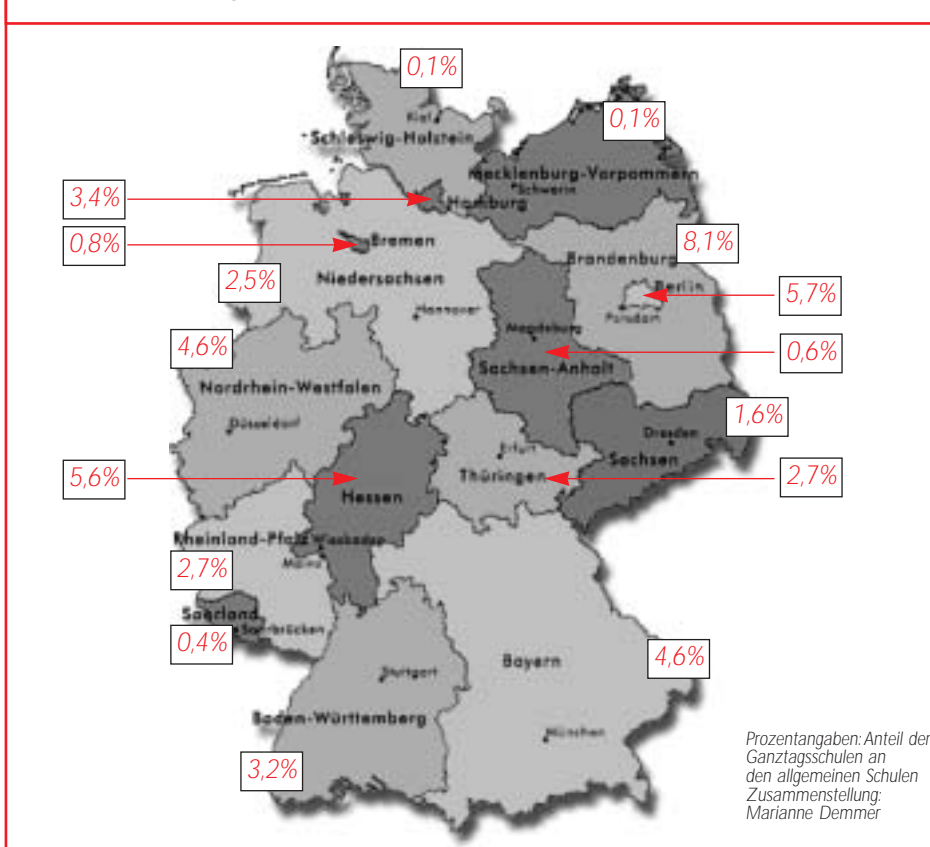 0,1%
Kiel
Schleswig-Holstein
0,1%
Mecklenburg-Vorpommern
Schwerin
3,4%
Hamburg
0,8%
Bremen
8,1%
Brandenburg
2,5%
Niedersachsen
Berlin
5,7%
Hannover
Potsdam
4,6%
Magdeburg
0,6%
Sachsen-Anhalt
Nordrhein-Westfalen
1,6%
Düsseldorf
Dresden
Erfurt
Sachsen
5,6%
Thüringen
2,7%
Hessen
Rheinland-Pfalz
Wiesbaden
Mainz
2,7%
Saarland
Saarbrücken
0,4%
Bayern
4,6%
Stuttgart
Baden-Württemberg
München
3,2%
Prozentangaben: Anteil der
Ganztagsschulen an
den allgemeinen Schulen
Zusammenstellung:
Marianne Demmer